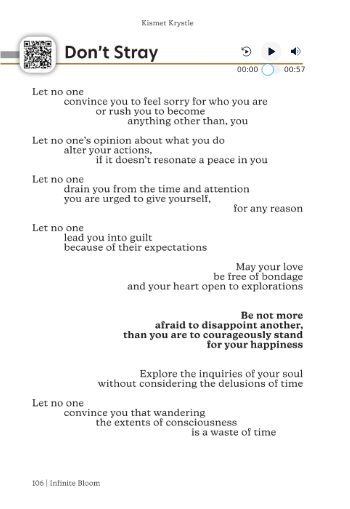 Kismet Krystle
Don't Stray
00:00
00:57
Let no one
convince you to feel sorry for who you are
or rush you to become
anything other than, you
Let no one's opinion about what you do
alter your actions,
if it doesn't resonate a peace in you
Let no one
drain you from the time and attention
you are urged to give yourself,
for any reason
Let no one
lead you into guilt
because of their expectations
May your love
be free of bondage
and your heart open to explorations
Be not more
afraid to disappoint another,
than you are to courageously stand
for your happiness
Explore the inquiries of your soul
without considering the delusions of time
Let no one
convince you that wandering
the extents of consciousness
is a waste of time
106 | Infinite Bloom